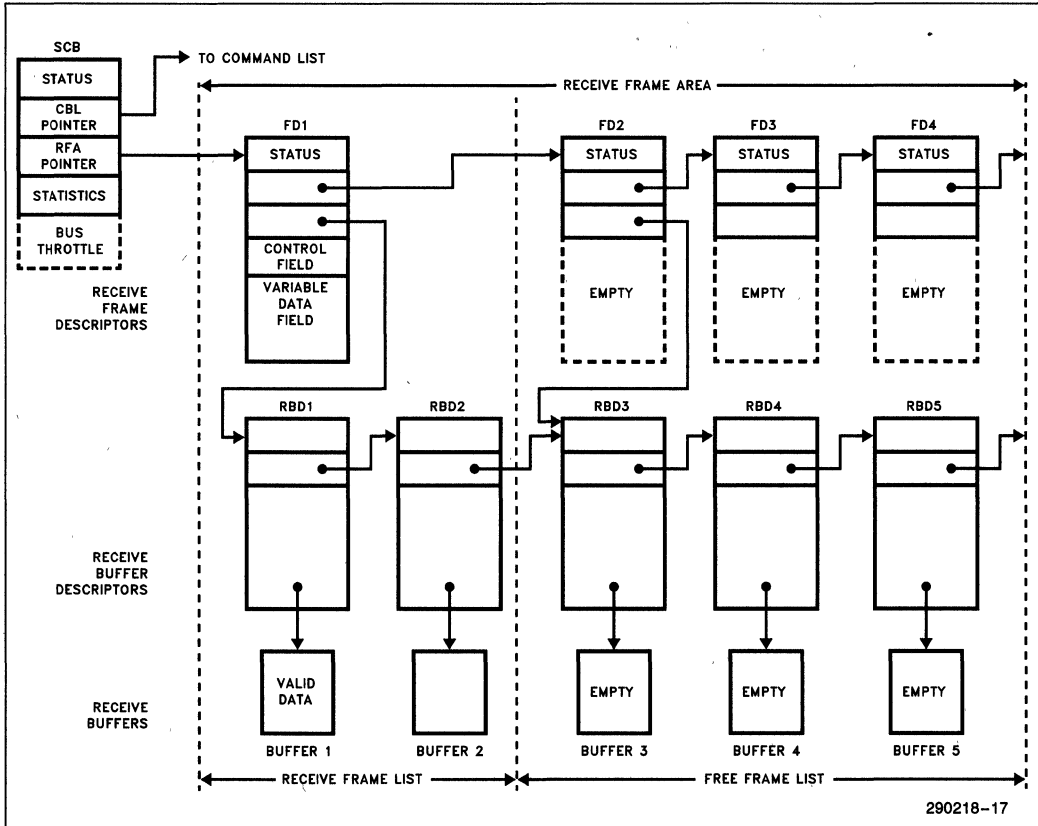 SCB
STATUS
CBL
POINTER
RFA
POINTER
STATISTICS
BUS
THROTTLE
TO COMMAND LIST
RECEIVE FRAME AREA
FD1
STATUS
CONTROL
FIELD
VARIABLE
DATA
FIELD
FD2
STATUS
EMPTY
FD3
STATUS
EMPTY
FD4
STATUS
EMPTY
RECEIVE
FRAME
DESCRIPTORS
RBD1
RBD2
RBD3
RBD4
RBD5
RECEIVE
BUFFER
DESCRIPTORS
RECEIVE
BUFFERS
VALID
DATA
EMPTY
EMPTY
EMPTY
BUFFER 1
BUFFER 2
BUFFER 3
BUFFER 4
BUFFER 5
RECEIVE FRAME LIST
FREE FRAME LIST
290218-17